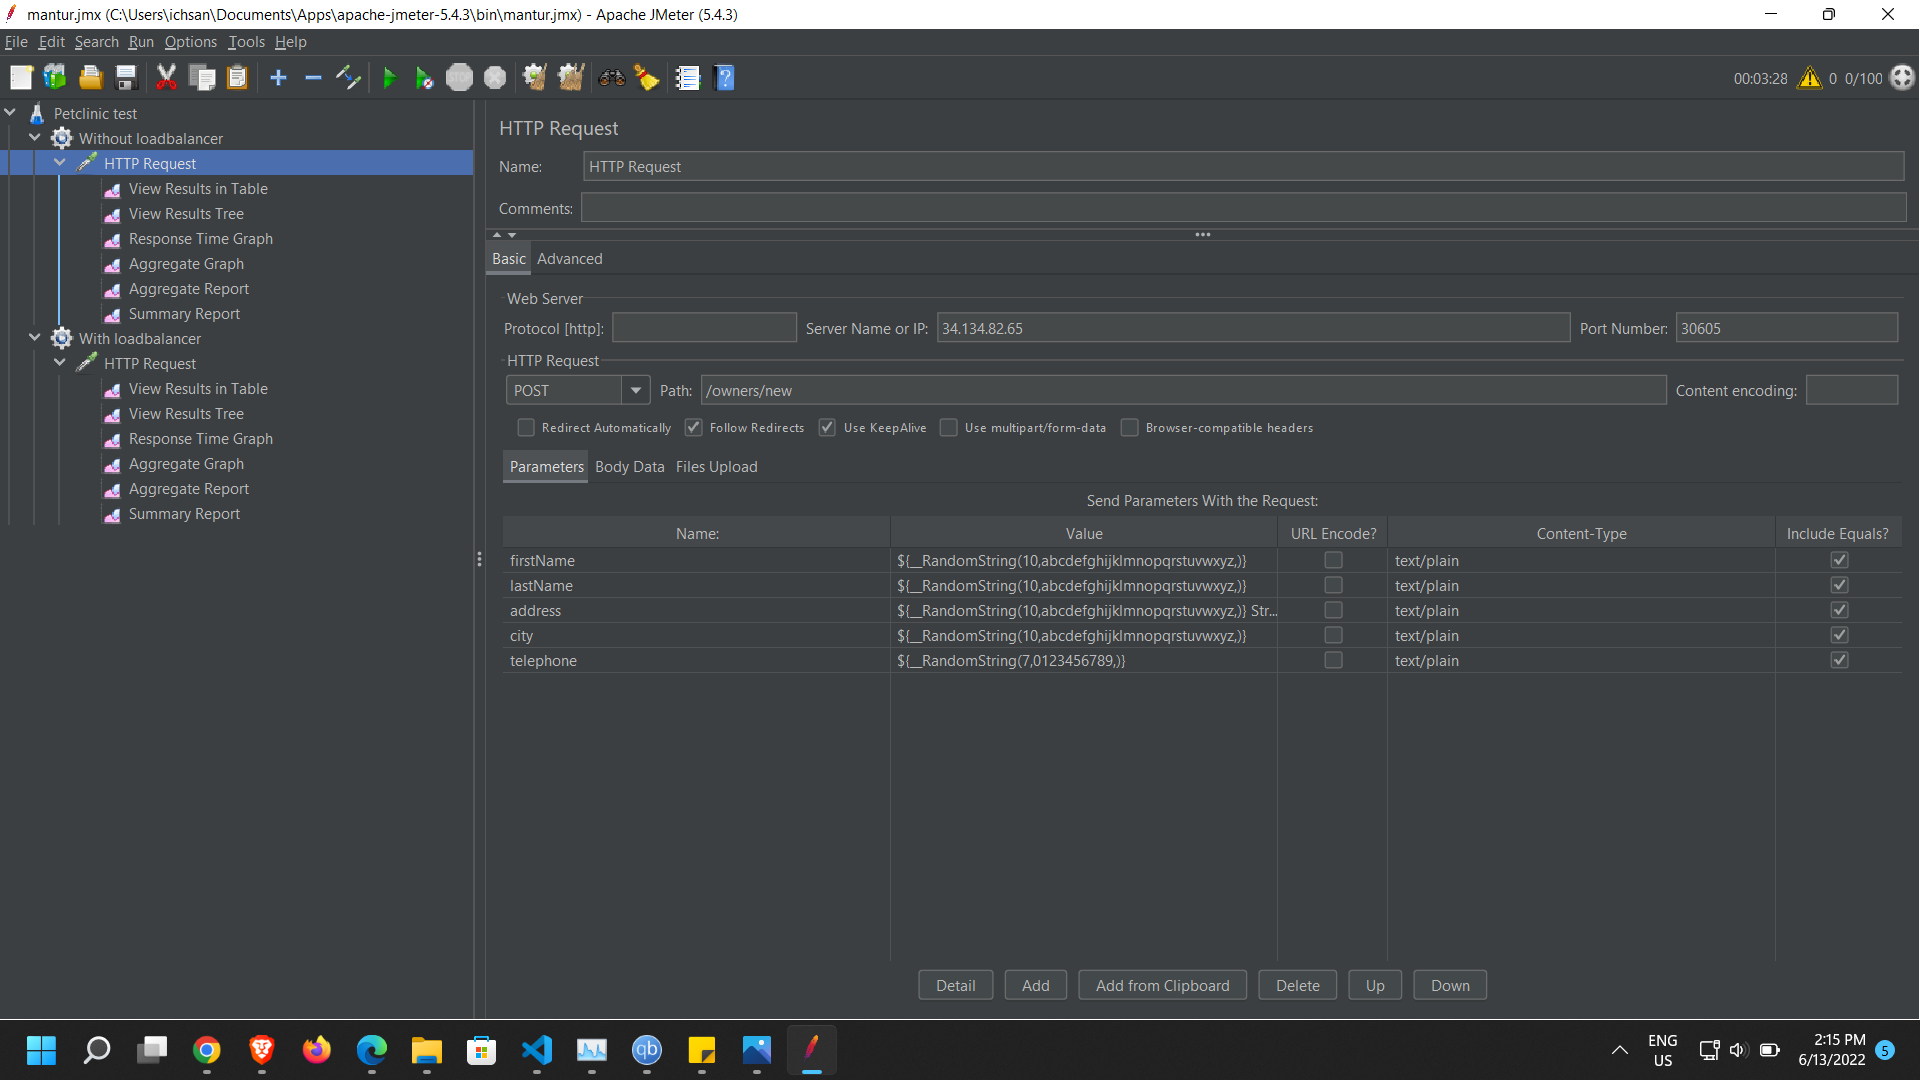 mantur.jmx (C:\Users\ichsan\Documents\Apps\apache-jmeter-5.4.3\bin\mantur.jmx) - Apache JMeter (5.4.3)
File Edit Search Run Options Tools Help
STOP
00:03:28 0 0/100
Petclinic test
Without loadbalancer
HTTP Request
View Results in Table
View Results Tree
Response Time Graph
Aggregate Graph
Aggregate Report
Summary Report
With loadbalancer
HTTP Request
View Results in Table
View Results Tree
Response Time Graph
Aggregate Graph
Aggregate Report
Summary Report
HTTP Request
Name: HTTP Request
Comments:
Basic Advanced
Web Server
Protocol [http]: Server Name or IP: 34.134.82.65 Port Number: 30605
HTTP Request
POST Path: /owners/new Content encoding:
Redirect Automatically Follow Redirects Use KeepAlive Use multipart/form-data Browser-compatible headers
Parameters Body Data Files Upload
Send Parameters With the Request:
Name: Value URL Encode? Content-Type Include Equals?
firstName ${__RandomString(10,abcdefghijklmnopqrstuvwxyz,)} text/plain
lastName ${__RandomString(10,abcdefghijklmnopqrstuvwxyz,)} text/plain
address ${__RandomString(10,abcdefghijklmnopqrstuvwxyz,)} Str... text/plain
city ${__RandomString(10,abcdefghijklmnopqrstuvwxyz,)} text/plain
telephone ${__RandomString(7,0123456789,)} text/plain
Detail Add Add from Clipboard Delete Up Down
qb
ENG
US
2:15 PM
6/13/2022
5